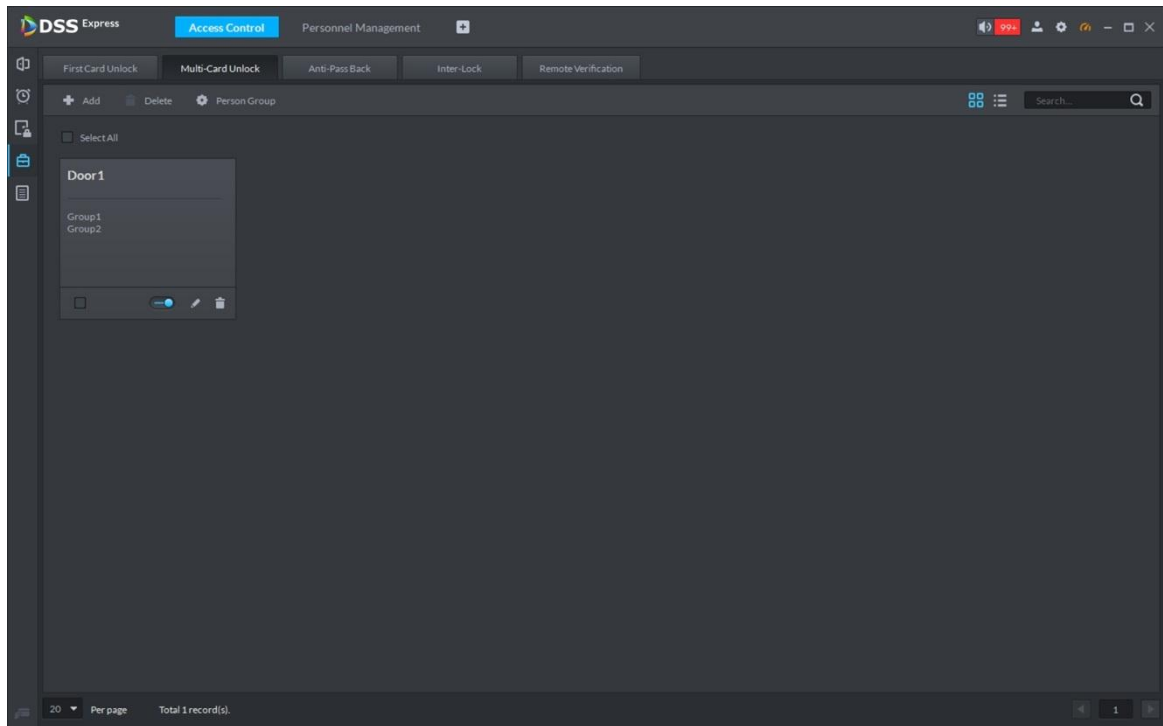 DSS Express Access Control Personnel Management 99+
First Card Unlock Multi-Card Unlock Anti-Pass Back Inter-Lock Remote Verification
Add Delete Person Group Search...
Select All
Door1
Group1
Group2
20 Per page Total 1 record(s). 1